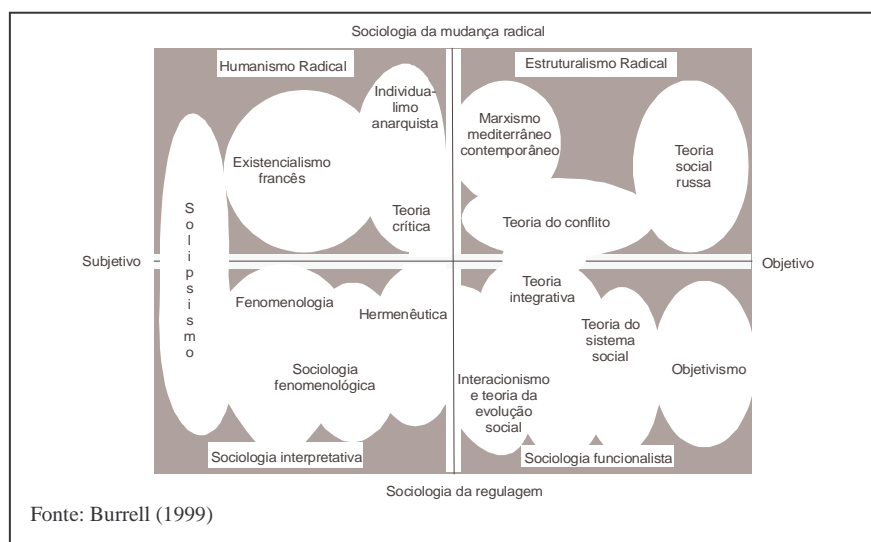 Sociologia da mudança radical
Humanismo Radical
Estruturalismo Radical
Individua-
limo
anarquista
Existencialismo
francês
Teoria
crítica
Marxismo
mediterrâneo
contemporâneo
Teoria
social
russa
Teoria do conflito
S
o
l
i
p
s
i
s
m
o
Subjetivo
Objetivo
Fenomenologia
Hermenêutica
Sociologia
fenomenológica
Teoria
integrativa
Teoria do
sistema
social
Objetivismo
Interacionismo
e teoria da
evolução
social
Sociologia interpretativa
Sociologia funcionalista
Sociologia da regulagem
Fonte: Burrell (1999)